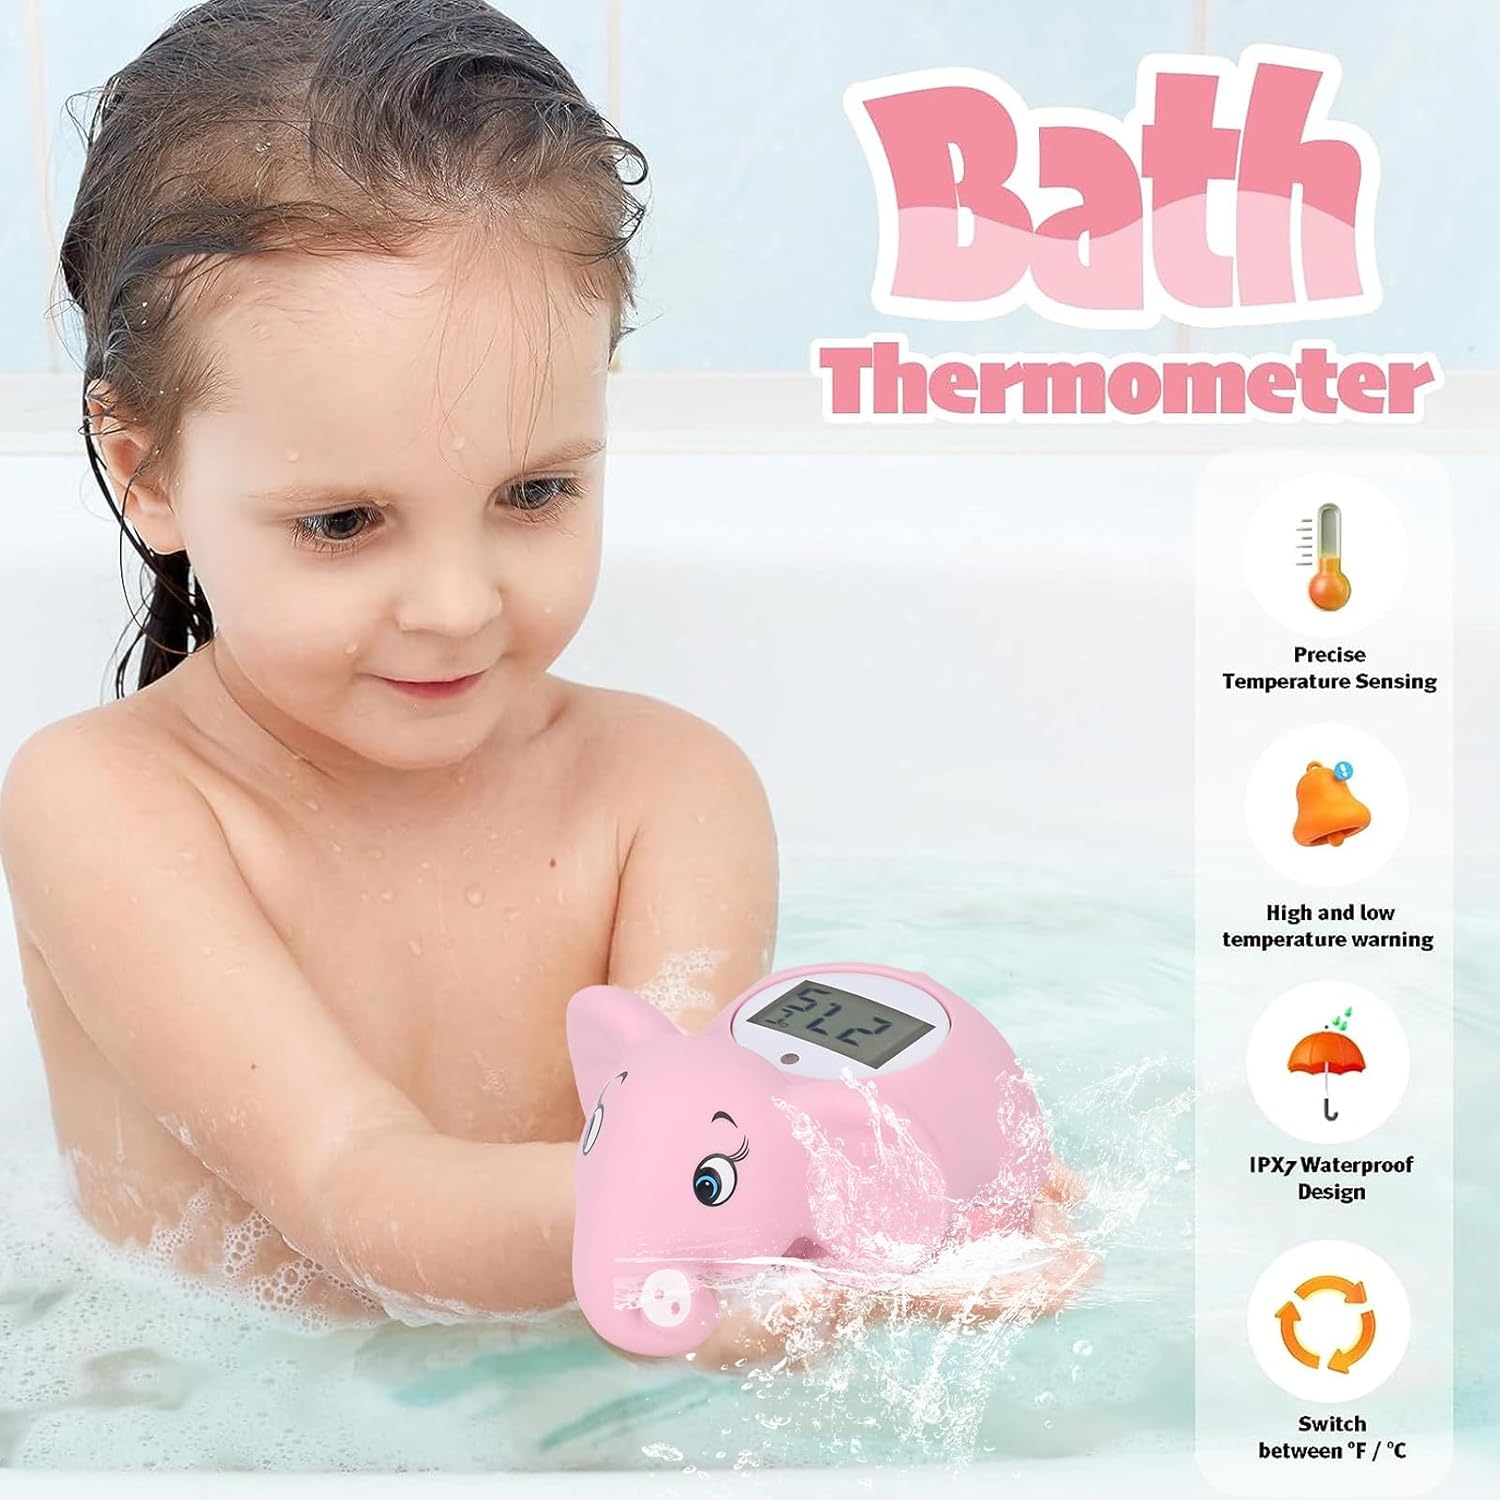 Bath
Thermometer
Precise
Temperature Sensing
High and low
temperature warning
IPX7 Waterproof
Design
Switch
between °F / °C